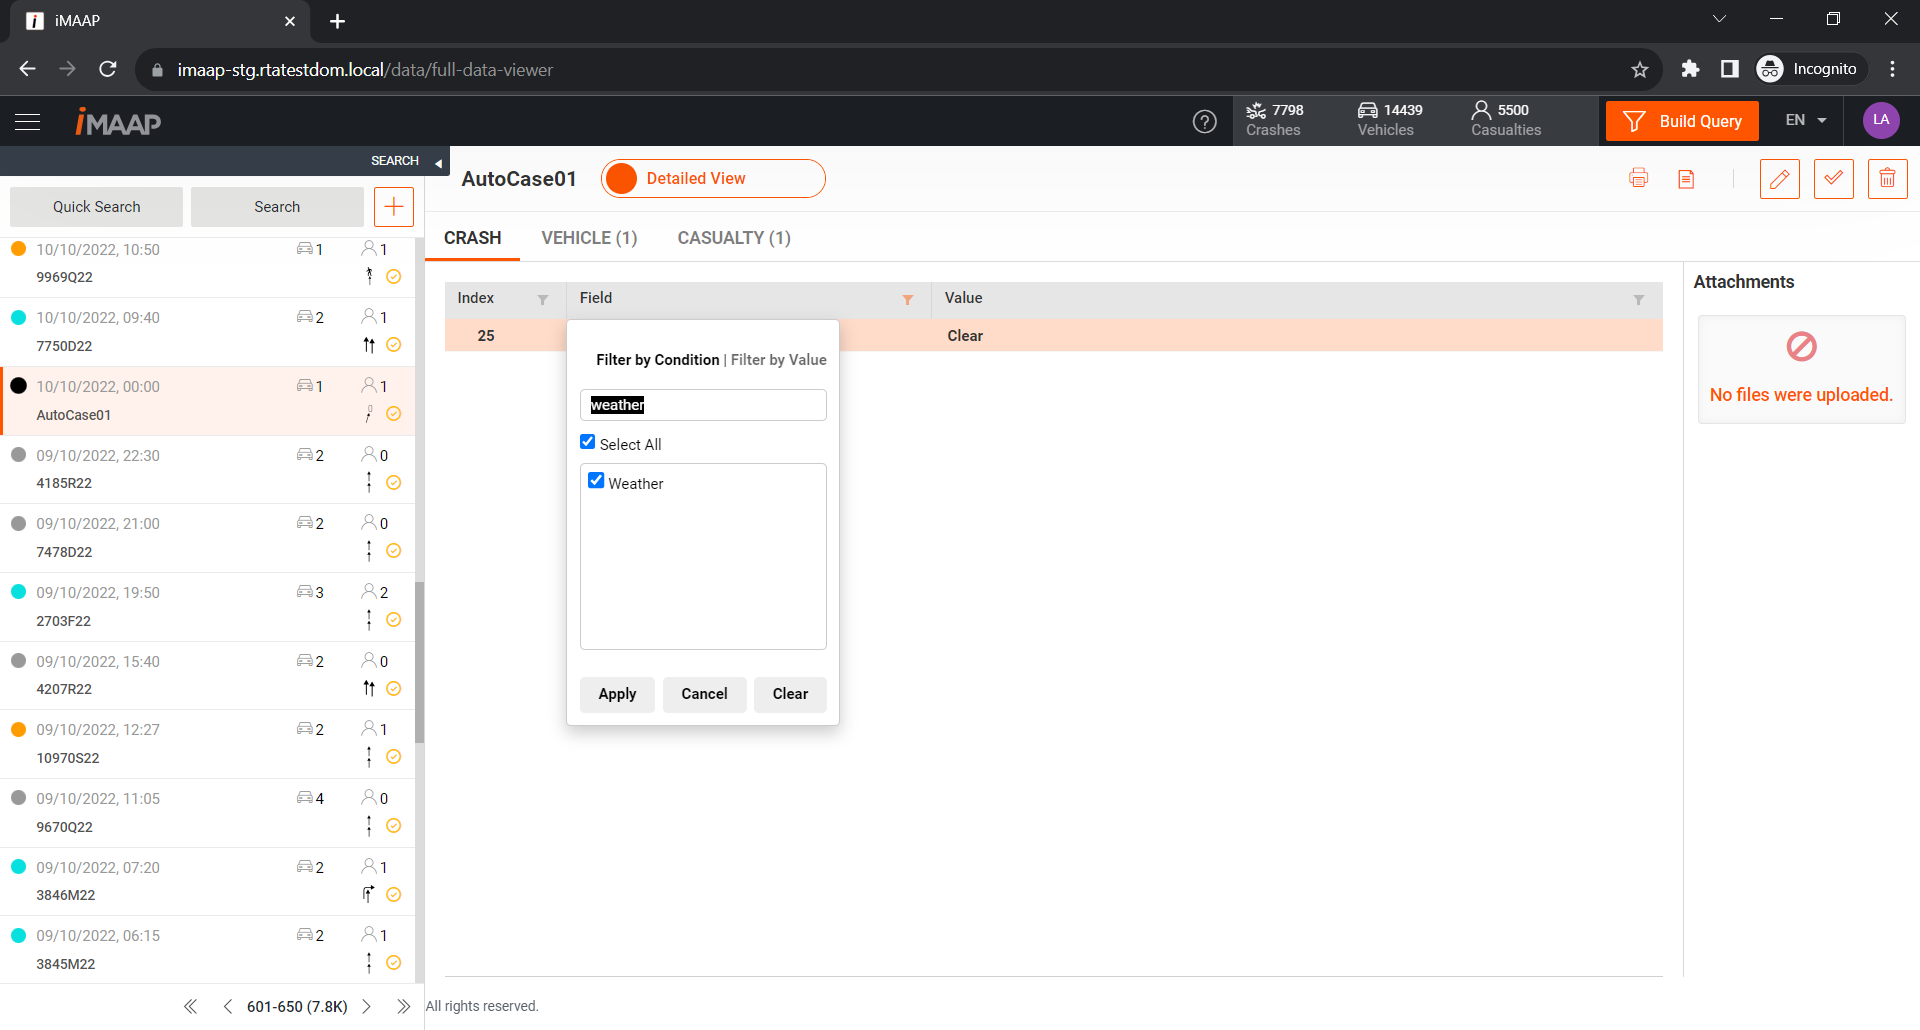 iMAAP
imaap-stg.rtatestdom.local/data/full-data-viewer
Incognito
iMAAP
7798
Crashes
14439
Vehicles
5500
Casualties
Build Query
EN
LA
SEARCH
Quick Search
Search
AutoCase01
Detailed View
CRASH
VEHICLE (1)
CASUALTY (1)
10/10/2022, 10:50 1 1
9969Q22
10/10/2022, 09:40 2 1
7750D22
10/10/2022, 00:00 1 1
AutoCase01
09/10/2022, 22:30 2 0
4185R22
09/10/2022, 21:00 2 0
7478D22
09/10/2022, 19:50 3 2
2703F22
09/10/2022, 15:40 2 0
4207R22
09/10/2022, 12:27 2 1
10970S22
09/10/2022, 11:05 4 0
9670Q22
09/10/2022, 07:20 2 1
3846M22
09/10/2022, 06:15 2 1
3845M22
601-650 (7.8K)
Index Field Value
25 Clear
Filter by Condition | Filter by Value
weather
Select All
Weather
Apply Cancel Clear
Attachments
No files were uploaded.
All rights reserved.